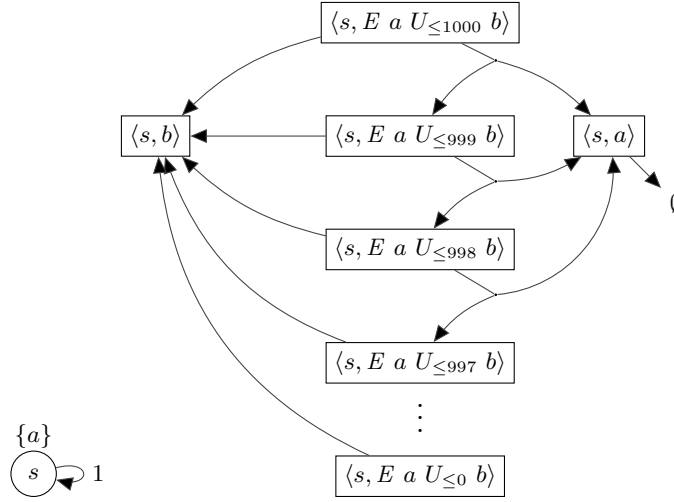 ⟨s, E a U≤1000 b⟩
⟨s, b⟩
⟨s, E a U≤999 b⟩
⟨s, a⟩
⟨s, E a U≤998 b⟩
⟨s, E a U≤997 b⟩
⋮
{a}
s
1
⟨s, E a U≤0 b⟩